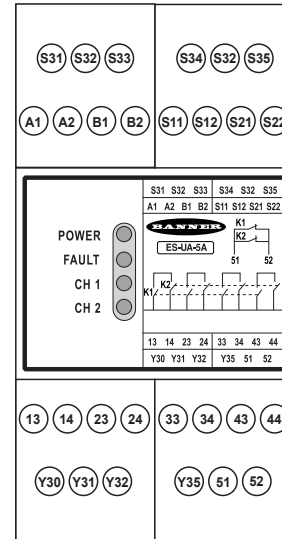 S31 S32 S33 S34 S32 S35
A1 A2 B1 B2 S11 S12 S21 S22
S31 S32 S33 S34 S32 S35
A1 A2 B1 B2 S11 S12 S21 S22
BANNER
ES-UA-5A
K1
K2
51 52
POWER
FAULT
CH 1
CH 2
K1 K2
13 14 23 24 33 34 43 44
Y30 Y31 Y32 Y35 51 52
13 14 23 24 33 34 43 44
Y30 Y31 Y32 Y35 51 52